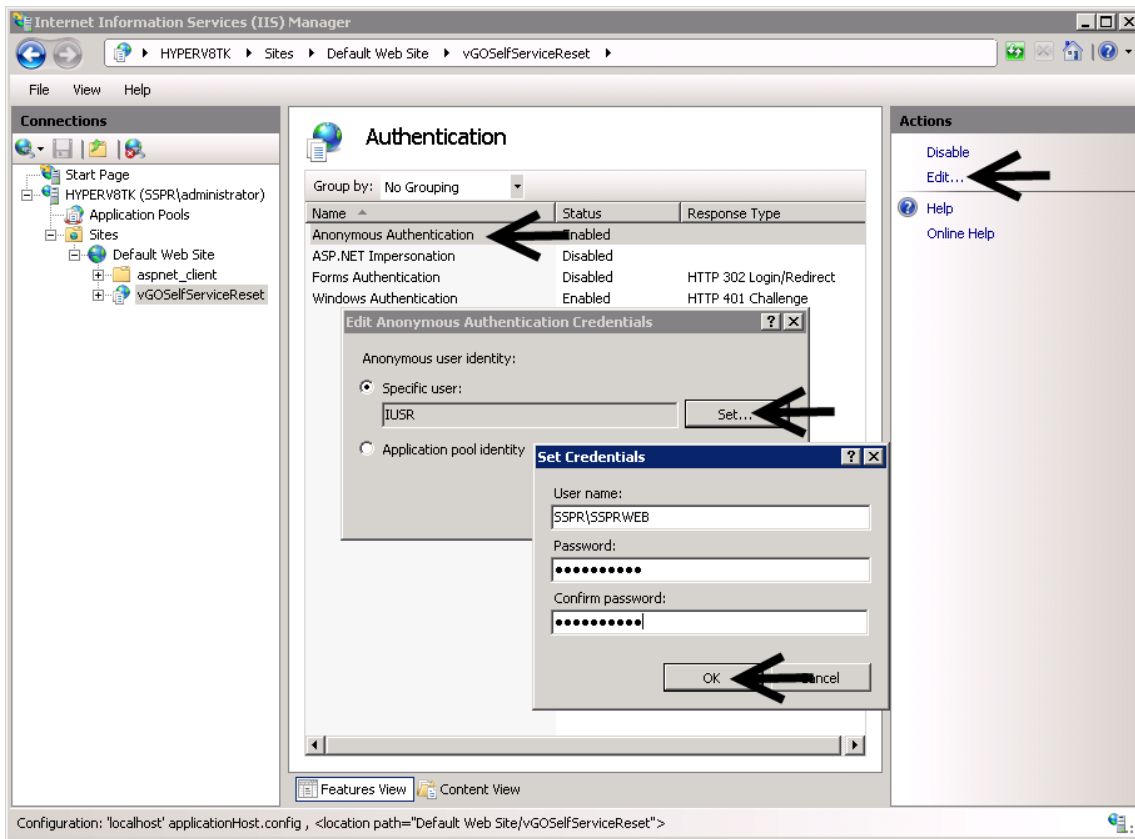 Internet Information Services (IIS) Manager
HYPERV8TK Sites Default Web Site vGOSelfServiceReset
File View Help
Connections
Start Page
HYPERV8TK (SSPR\administrator)
Application Pools
Sites
Default Web Site
aspnet_client
vGOSelfServiceReset
Authentication
Group by: No Grouping
Name Status Response Type
Anonymous Authentication Enabled
ASP.NET Impersonation Disabled
Forms Authentication Disabled HTTP 302 Login/Redirect
Windows Authentication Enabled HTTP 401 Challenge
Edit Anonymous Authentication Credentials
Anonymous user identity:
Specific user:
IUSR Set...
Application pool identity
Set Credentials
User name:
SSPR\SSPRWEB
Password:
••••••••••
Confirm password:
••••••••••
OK Cancel
Features View Content View
Actions
Disable
Edit...
Help
Online Help
Configuration: 'localhost' applicationHost.config , <location path="Default Web Site/vGOSelfServiceReset">